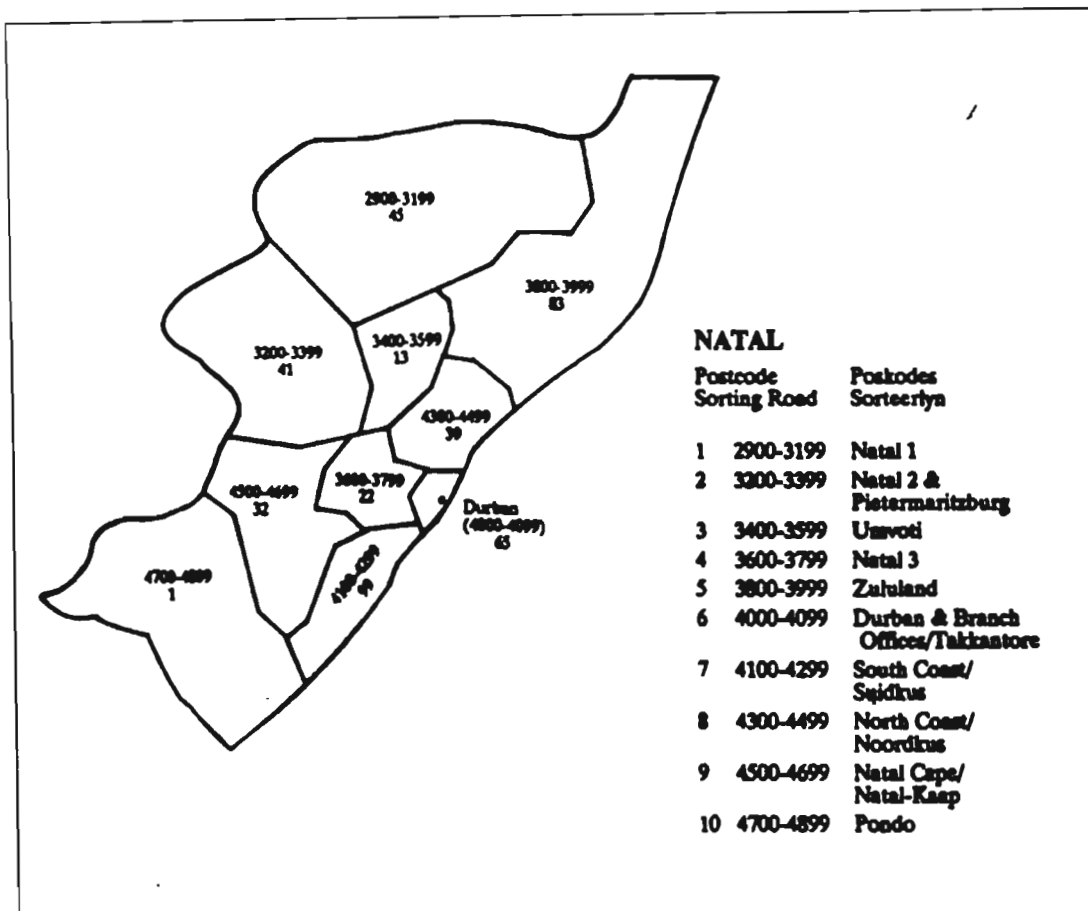 2900-3199
45
3800-3999
83
3400-3599
13
3200-3399
41
4300-4499
3600-3799
22
4500-4699
32
Durban
(4000-4099)
4100-4299
99
4700-4899
1
NATAL
Postcode Poskodes
Sorting Road Sorteerlyn
1 2900-3199 Natal 1
2 3200-3399 Natal 2 &
Pietermaritzburg
3 3400-3599 Umvoti
4 3600-3799 Natal 3
5 3800-3999 Zululand
6 4000-4099 Durban & Branch
Offices/Takkantore
7 4100-4299 South Coast/
Suidkus
8 4300-4499 North Coast/
Noordkus
9 4500-4699 Natal Cape/
Natal-Kaap
10 4700-4899 Pondo